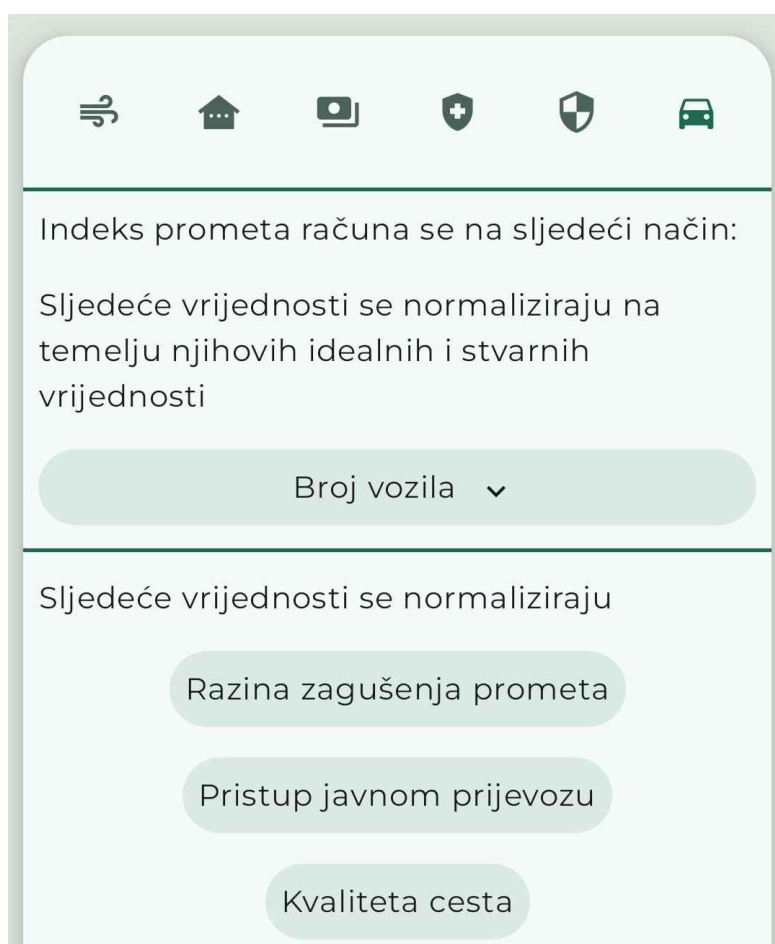 Indeks prometa računa se na sljedeći način:
Sljedeće vrijednosti se normaliziraju na
temelju njihovih idealnih i stvarnih
vrijednosti
Broj vozila
Sljedeće vrijednosti se normaliziraju
Razina zagušenja prometa
Pristup javnom prijevozu
Kvaliteta cesta